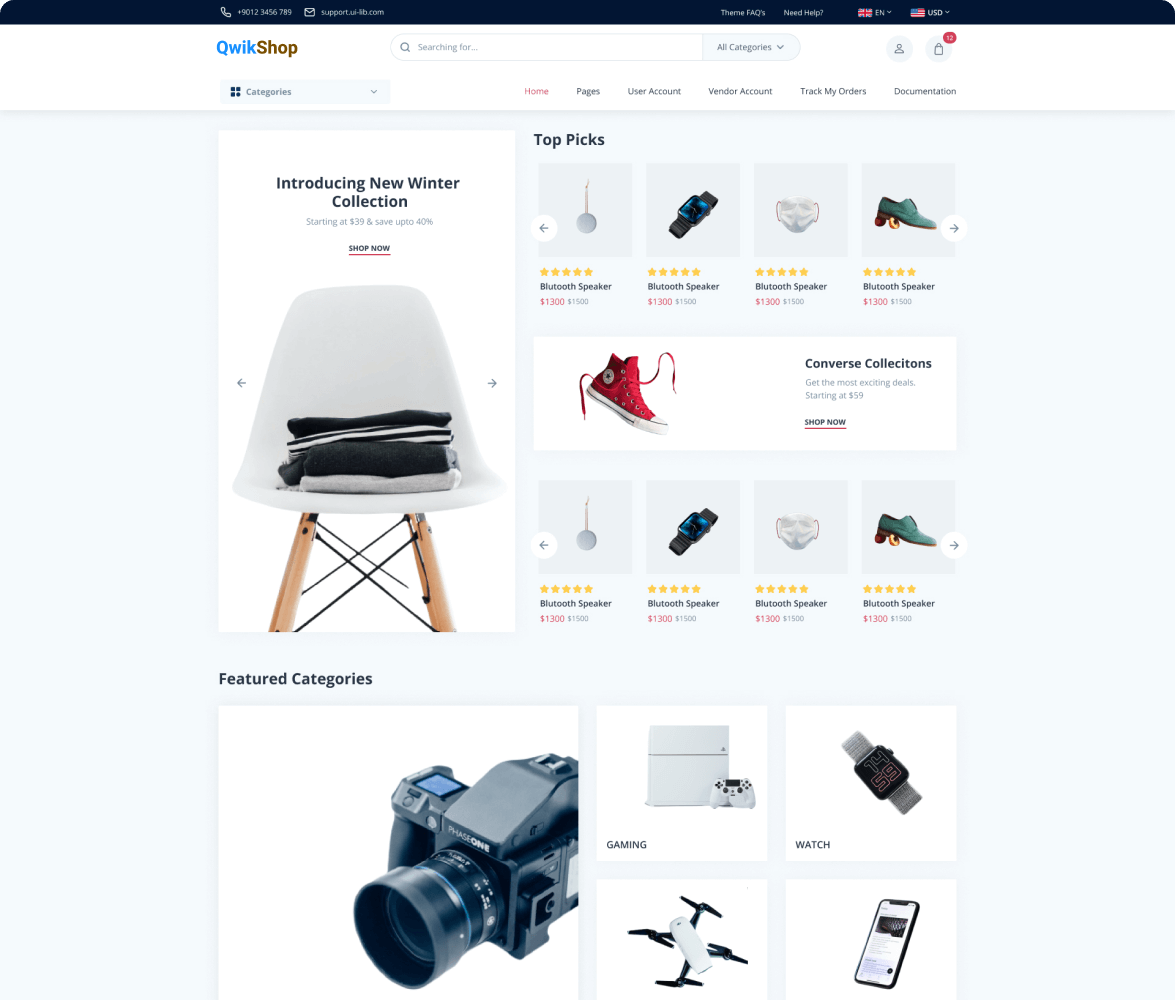 +9012 3456 789
support.ui-lib.com
Theme FAQ's
Need Help?
EN
USD
QwikShop
Searching for...
All Categories
12
Categories
Home
Pages
User Account
Vendor Account
Track My Orders
Documentation
Introducing New Winter
Collection
Starting at $39 & save upto 40%
SHOP NOW
Top Picks
Blutooth Speaker
$1300 $1500
Blutooth Speaker
$1300 $1500
Blutooth Speaker
$1300 $1500
Blutooth Speaker
$1300 $1500
Converse Collecitons
Get the most exciting deals.
Starting at $59
SHOP NOW
Blutooth Speaker
$1300 $1500
Blutooth Speaker
$1300 $1500
Blutooth Speaker
$1300 $1500
Blutooth Speaker
$1300 $1500
Featured Categories
PHASEONE
GAMING
14
59
WATCH